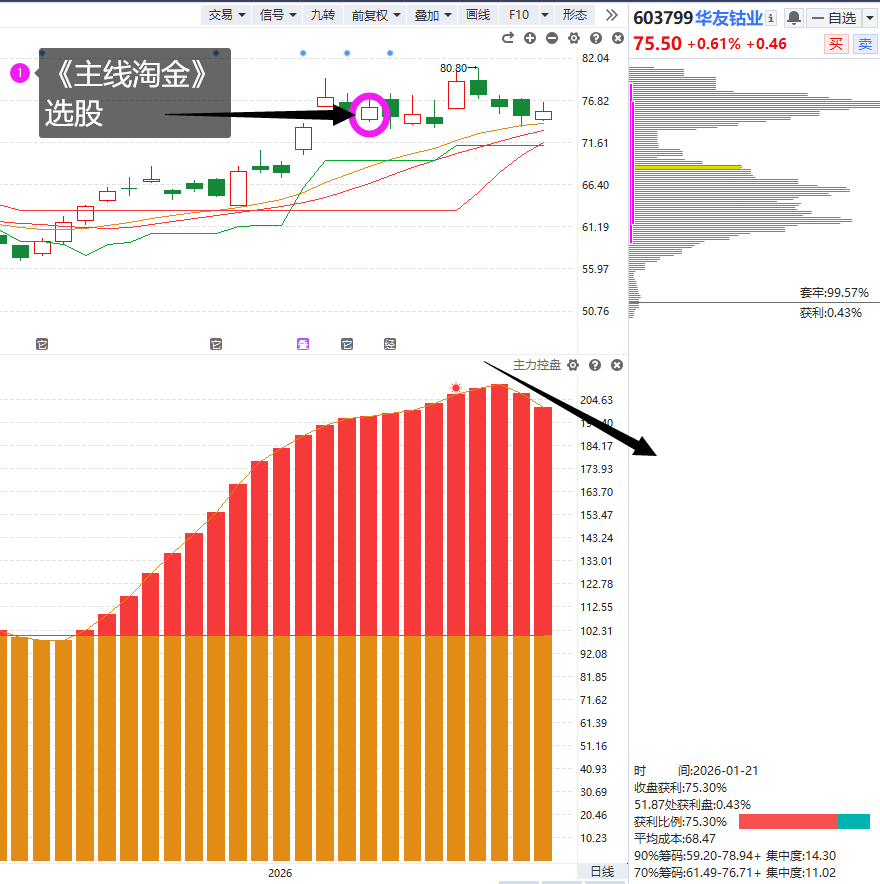 交易 信号 九转 前复权 叠加 画线 F10 形态
603799 华友钴业 自选
75.50 +0.61% +0.46 买 卖
1
《主线淘金》
选股
80.80
82.04
76.82
71.61
66.40
61.19
55.97
50.76
套牢:99.57%
获利:0.43%
主力控盘
204.63
184.17
173.93
163.70
153.47
143.24
133.01
122.78
112.55
102.31
92.08
81.85
71.62
61.39
51.16
40.93
30.69
20.46
10.23
2026
日线
时 间:2026-01-21
收盘获利:75.30%
51.87处获利盘:0.43%
获利比例:75.30%
平均成本:68.47
90%筹码:59.20-78.94+ 集中度:14.30
70%筹码:61.49-76.71+ 集中度:11.02